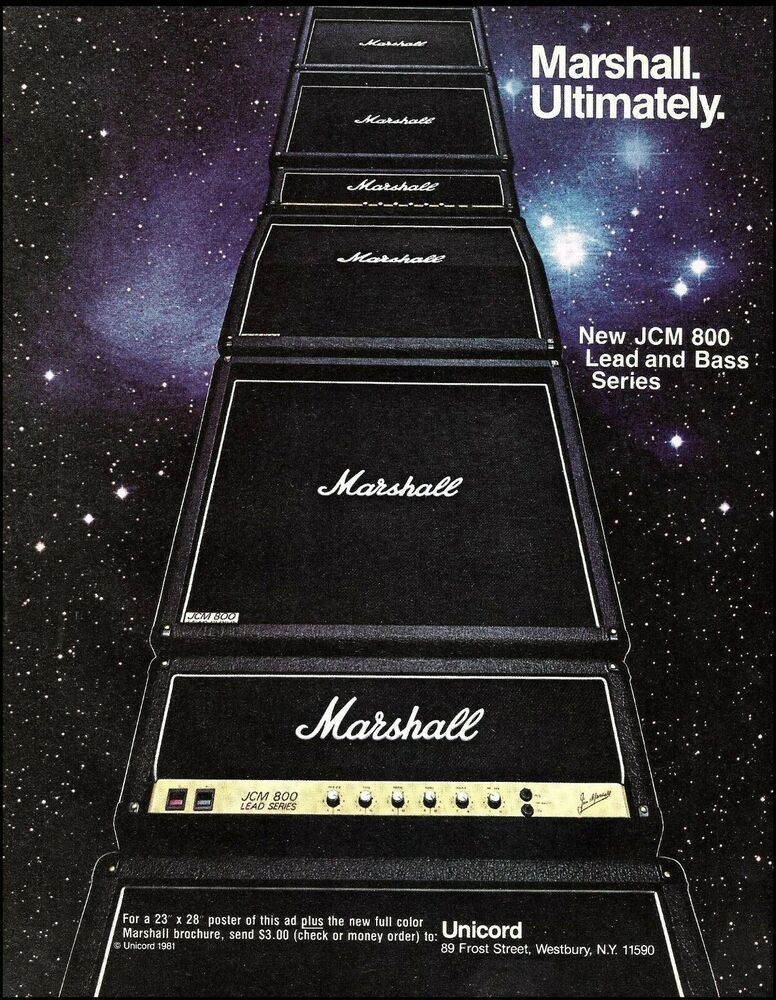 Marshall.
Ultimately.
Marshall
Marshall
Marshall
Marshall
New JCM 800
Lead and Bass
Series
Marshall
JCM 800
Marshall
JCM 800
LEAD SERIES
Jim Marshall
For a 23" x 28" poster of this ad plus the new full color
Marshall brochure, send $3.00 (check or money order) to:
© Unicord 1981
Unicord
89 Frost Street, Westbury, N.Y. 11590